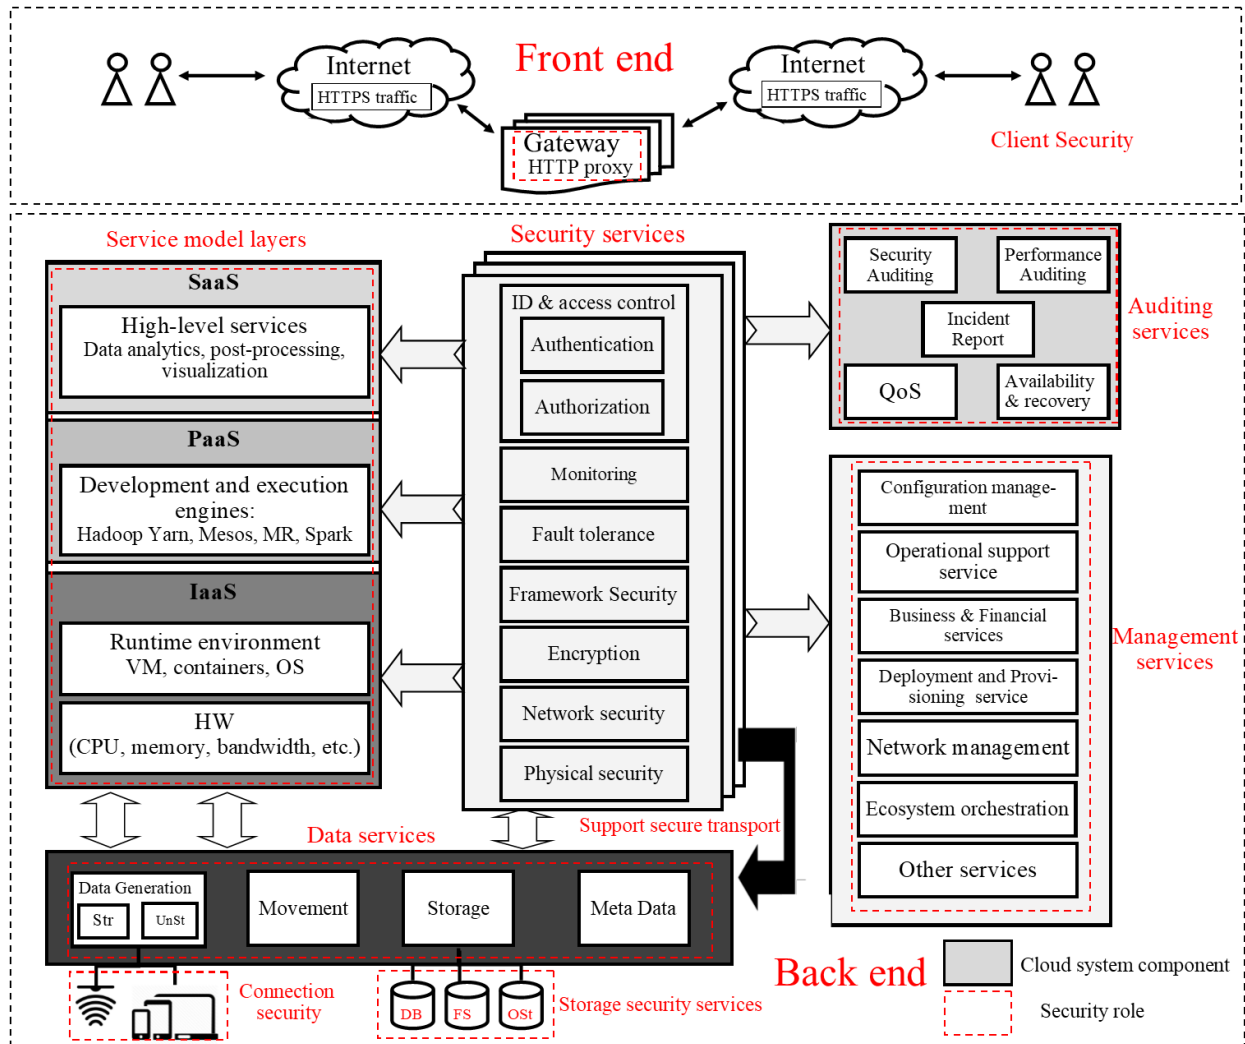 Front end
Internet
HTTPS traffic
Internet
HTTPS traffic
Gateway
HTTP proxy
Client Security
Service model layers
SaaS
High-level services
Data analytics, post-processing,
visualization
PaaS
Development and execution
engines:
Hadoop Yarn, Mesos, MR, Spark
IaaS
Runtime environment
VM, containers, OS
HW
(CPU, memory, bandwidth, etc.)
Security services
ID & access control
Authentication
Authorization
Monitoring
Fault tolerance
Framework Security
Encryption
Network security
Physical security
Security
Auditing
Performance
Auditing
Incident
Report
QoS
Availability
& recovery
Auditing
services
Configuration manage-
ment
Operational support
service
Business & Financial
services
Deployment and Provi-
sioning service
Network management
Ecosystem orchestration
Other services
Management
services
Support secure transport
Data services
Data Generation
Str
UnSt
Movement
Storage
Meta Data
Connection
security
DB
FS
OSt
Storage security services
Back end
Cloud system component
Security role